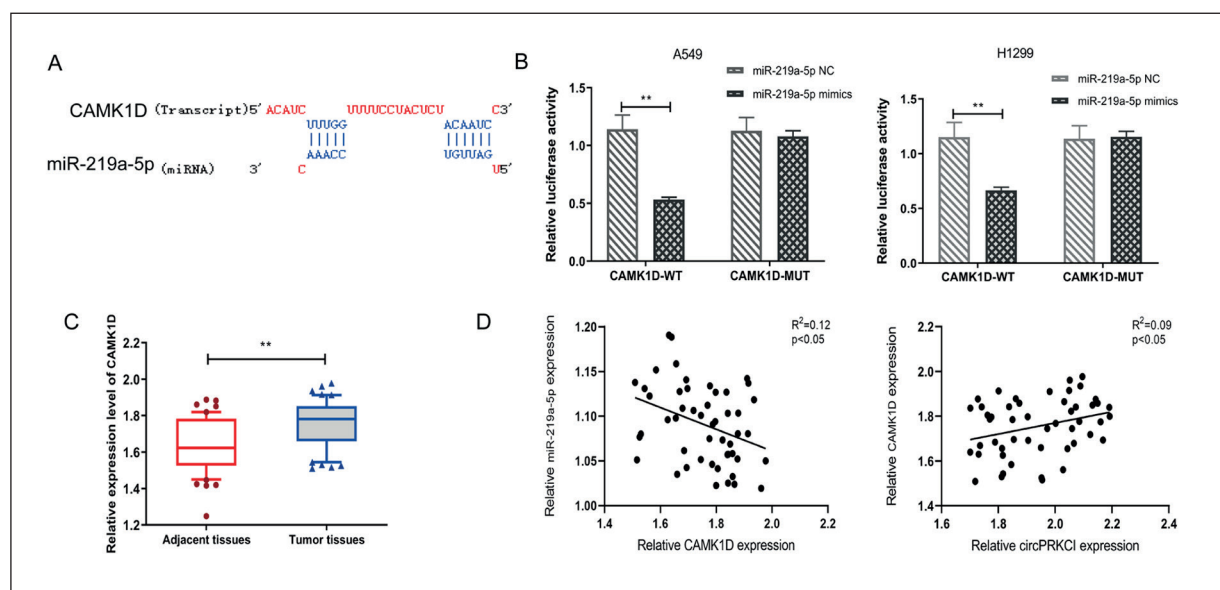 A
CAMK1D (Transcript)5' ACAUC UUUUCCUACUCU C3'
UUUGG ACAAUC
AAACC UGUUAG
miR-219a-5p (miRNA) 3' C U5'
B
A549
miR-219a-5p NC
miR-219a-5p mimics
Relative luciferase activity
1.5
1.0
0.5
0.0
**
CAMK1D-WT CAMK1D-MUT
H1299
miR-219a-5p NC
miR-219a-5p mimics
Relative luciferase activity
1.5
1.0
0.5
0.0
**
CAMK1D-WT CAMK1D-MUT
C
Relative expression level of CAMK1D
2.2
2.0
1.8
1.6
1.4
1.2
**
Adjacent tissues Tumor tissues
D
Relative miR-219a-5p expression
1.20
1.15
1.10
1.05
1.00
R²=0.12
p<0.05
1.4 1.6 1.8 2.0 2.2
Relative CAMK1D expression
Relative CAMK1D expression
2.2
2.0
1.8
1.6
1.4
R²=0.09
p<0.05
1.6 1.8 2.0 2.2 2.4
Relative circPRKCI expression